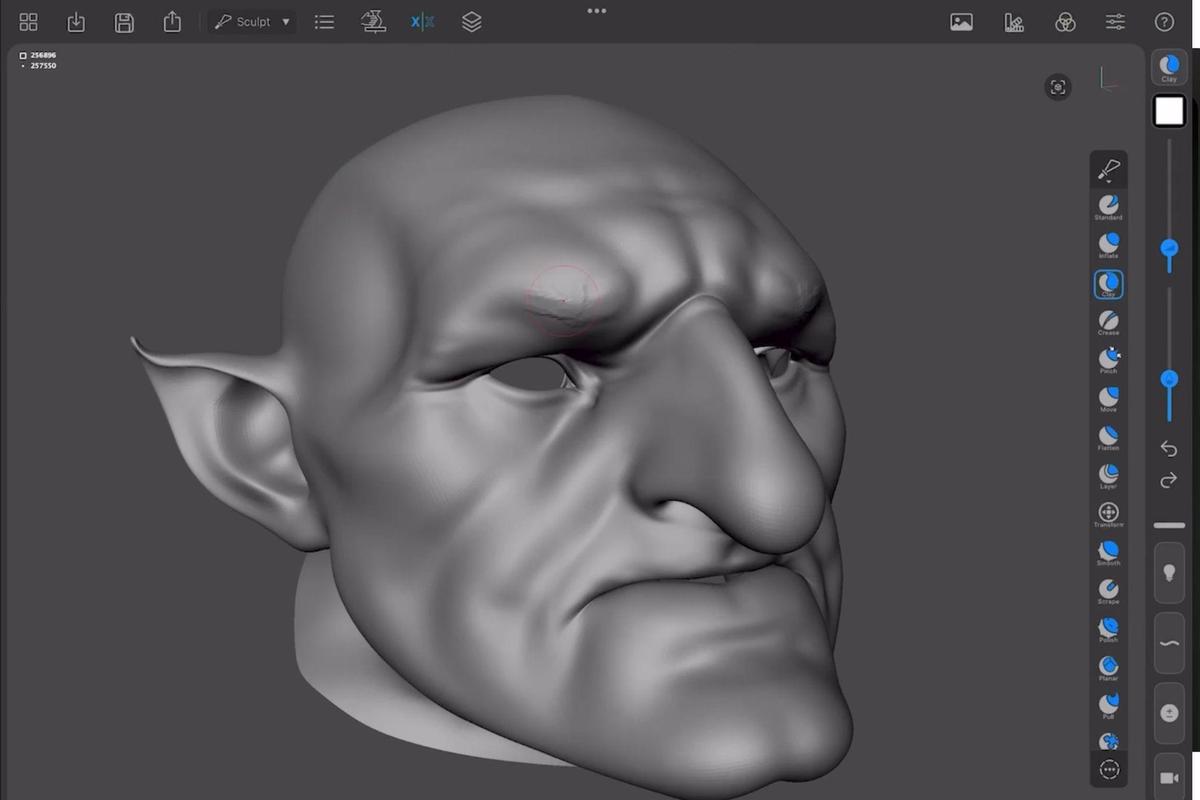 Sculpt
X|X
256896
257550
Clay
Standard
Inflate
Clay
Crease
Pinch
Move
Flatten
Layer
Transform
Smooth
Scrape
Polish
Planar
Pull